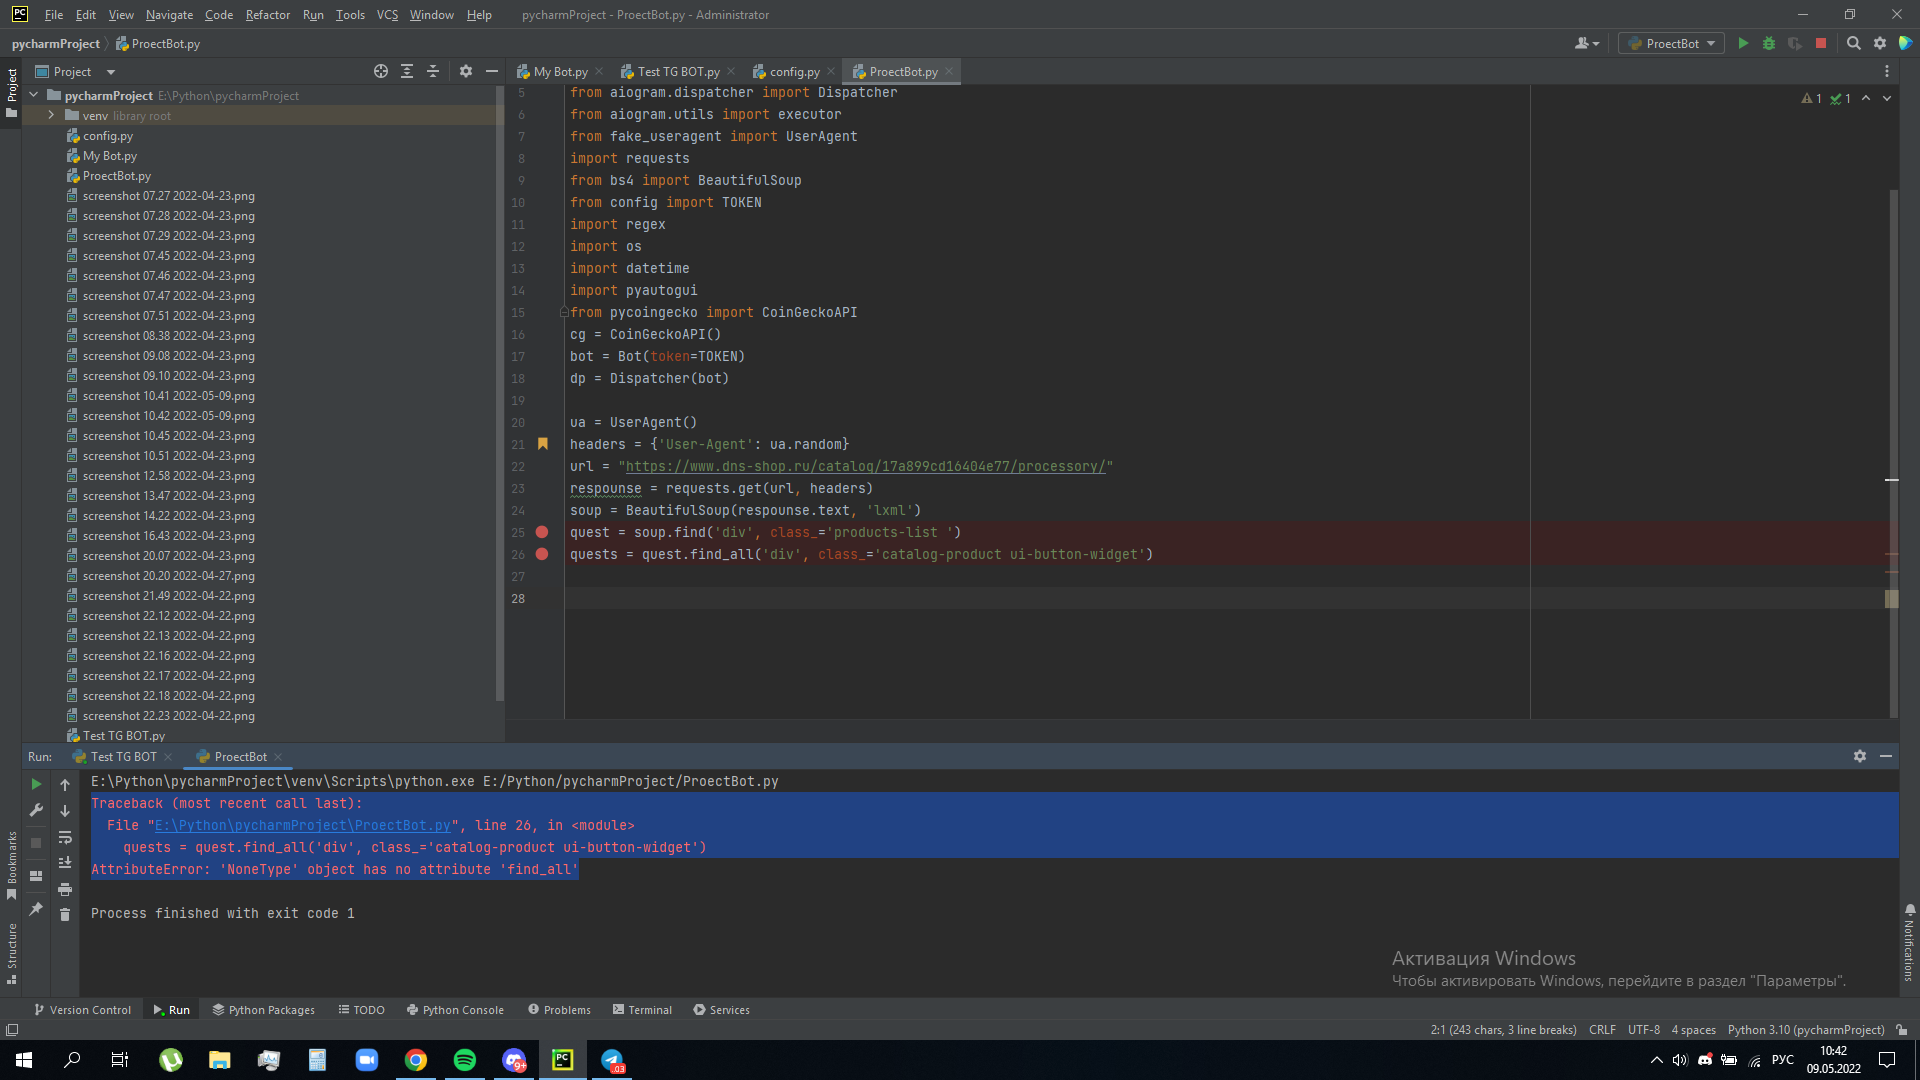 PC File Edit View Navigate Code Refactor Run Tools VCS Window Help pycharmProject - ProectBot.py - Administrator
pycharmProject ProectBot.py ProectBot
Project
My Bot.py Test TG BOT.py config.py ProectBot.py
Project
pycharmProject E:\Python\pycharmProject
venv library root
config.py
My Bot.py
ProectBot.py
screenshot 07.27 2022-04-23.png
screenshot 07.28 2022-04-23.png
screenshot 07.29 2022-04-23.png
screenshot 07.45 2022-04-23.png
screenshot 07.46 2022-04-23.png
screenshot 07.47 2022-04-23.png
screenshot 07.51 2022-04-23.png
screenshot 08.38 2022-04-23.png
screenshot 09.08 2022-04-23.png
screenshot 09.10 2022-04-23.png
screenshot 10.41 2022-05-09.png
screenshot 10.42 2022-05-09.png
screenshot 10.45 2022-04-23.png
screenshot 10.51 2022-04-23.png
screenshot 12.58 2022-04-23.png
screenshot 13.47 2022-04-23.png
screenshot 14.22 2022-04-23.png
screenshot 16.43 2022-04-23.png
screenshot 20.07 2022-04-23.png
screenshot 20.20 2022-04-27.png
screenshot 21.49 2022-04-22.png
screenshot 22.12 2022-04-22.png
screenshot 22.13 2022-04-22.png
screenshot 22.16 2022-04-22.png
screenshot 22.17 2022-04-22.png
screenshot 22.18 2022-04-22.png
screenshot 22.23 2022-04-22.png
Test TG BOT.py
1 1
5 from aiogram.dispatcher import Dispatcher
6 from aiogram.utils import executor
7 from fake_useragent import UserAgent
8 import requests
9 from bs4 import BeautifulSoup
10 from config import TOKEN
11 import regex
12 import os
13 import datetime
14 import pyautogui
15 from pycoingecko import CoinGeckoAPI
16 cg = CoinGeckoAPI()
17 bot = Bot(token=TOKEN)
18 dp = Dispatcher(bot)
19
20 ua = UserAgent()
21 headers = {'User-Agent': ua.random}
22 url = "https://www.dns-shop.ru/catalog/17a899cd16404e77/processory/"
23 respounse = requests.get(url, headers)
24 soup = BeautifulSoup(respounse.text, 'lxml')
25 quest = soup.find('div', class_='products-list ')
26 quests = quest.find_all('div', class_='catalog-product ui-button-widget')
27
28
Run: Test TG BOT ProectBot
E:\Python\pycharmProject\venv\Scripts\python.exe E:/Python/pycharmProject/ProectBot.py
Traceback (most recent call last):
File "E:\Python\pycharmProject\ProectBot.py", line 26, in <module>
quests = quest.find_all('div', class_='catalog-product ui-button-widget')
AttributeError: 'NoneType' object has no attribute 'find_all'
Process finished with exit code 1
Bookmarks
Structure
Notifications
Активация Windows
Чтобы активировать Windows, перейдите в раздел "Параметры".
Version Control Run Python Packages TODO Python Console Problems Terminal Services
2:1 (243 chars, 3 line breaks) CRLF UTF-8 4 spaces Python 3.10 (pycharmProject)
9+ PC .03 РУС 10:42
09.05.2022